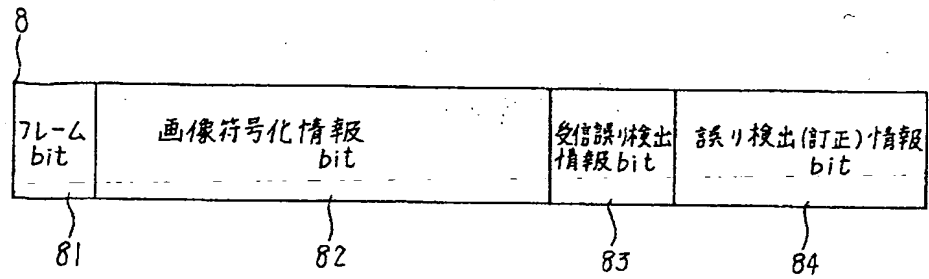 8
フレーム
bit
画像符号化情報
bit
受信誤り検出
情報bit
誤り検出(訂正)情報
bit
81
82
83
84